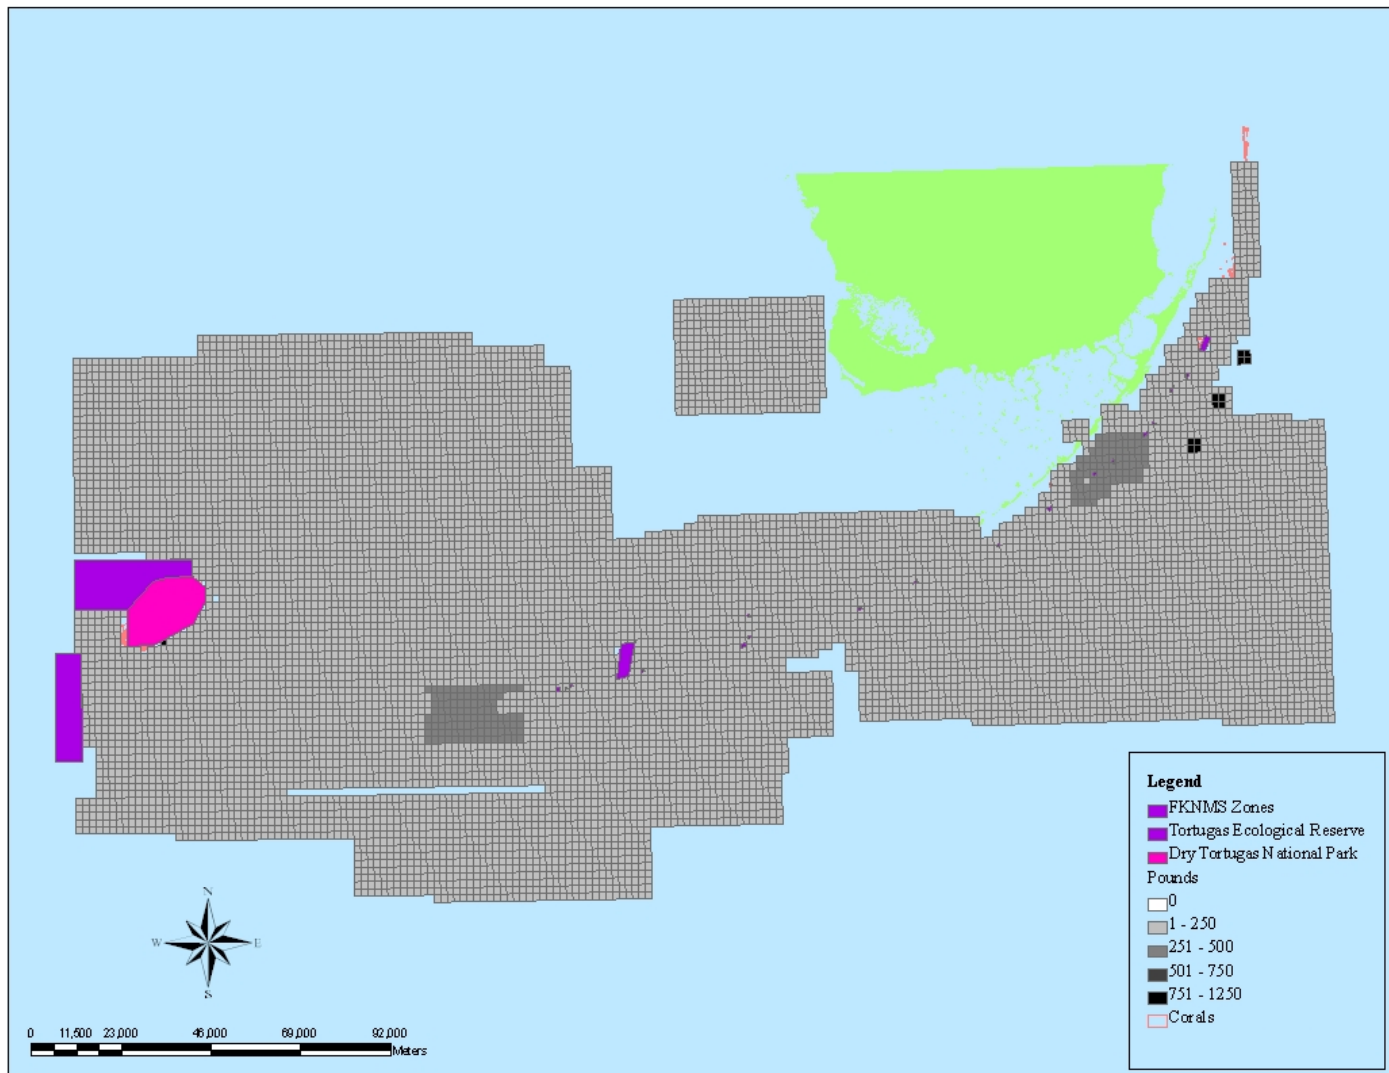 Legend
FKNMS Zones
Tortugas Ecological Reserve
Dry Tortugas National Park
Pounds
0
1 - 250
251 - 500
501 - 750
751 - 1250
Corals
N
W E
S
0 11,500 23,000 46,000 69,000 92,000
Meters